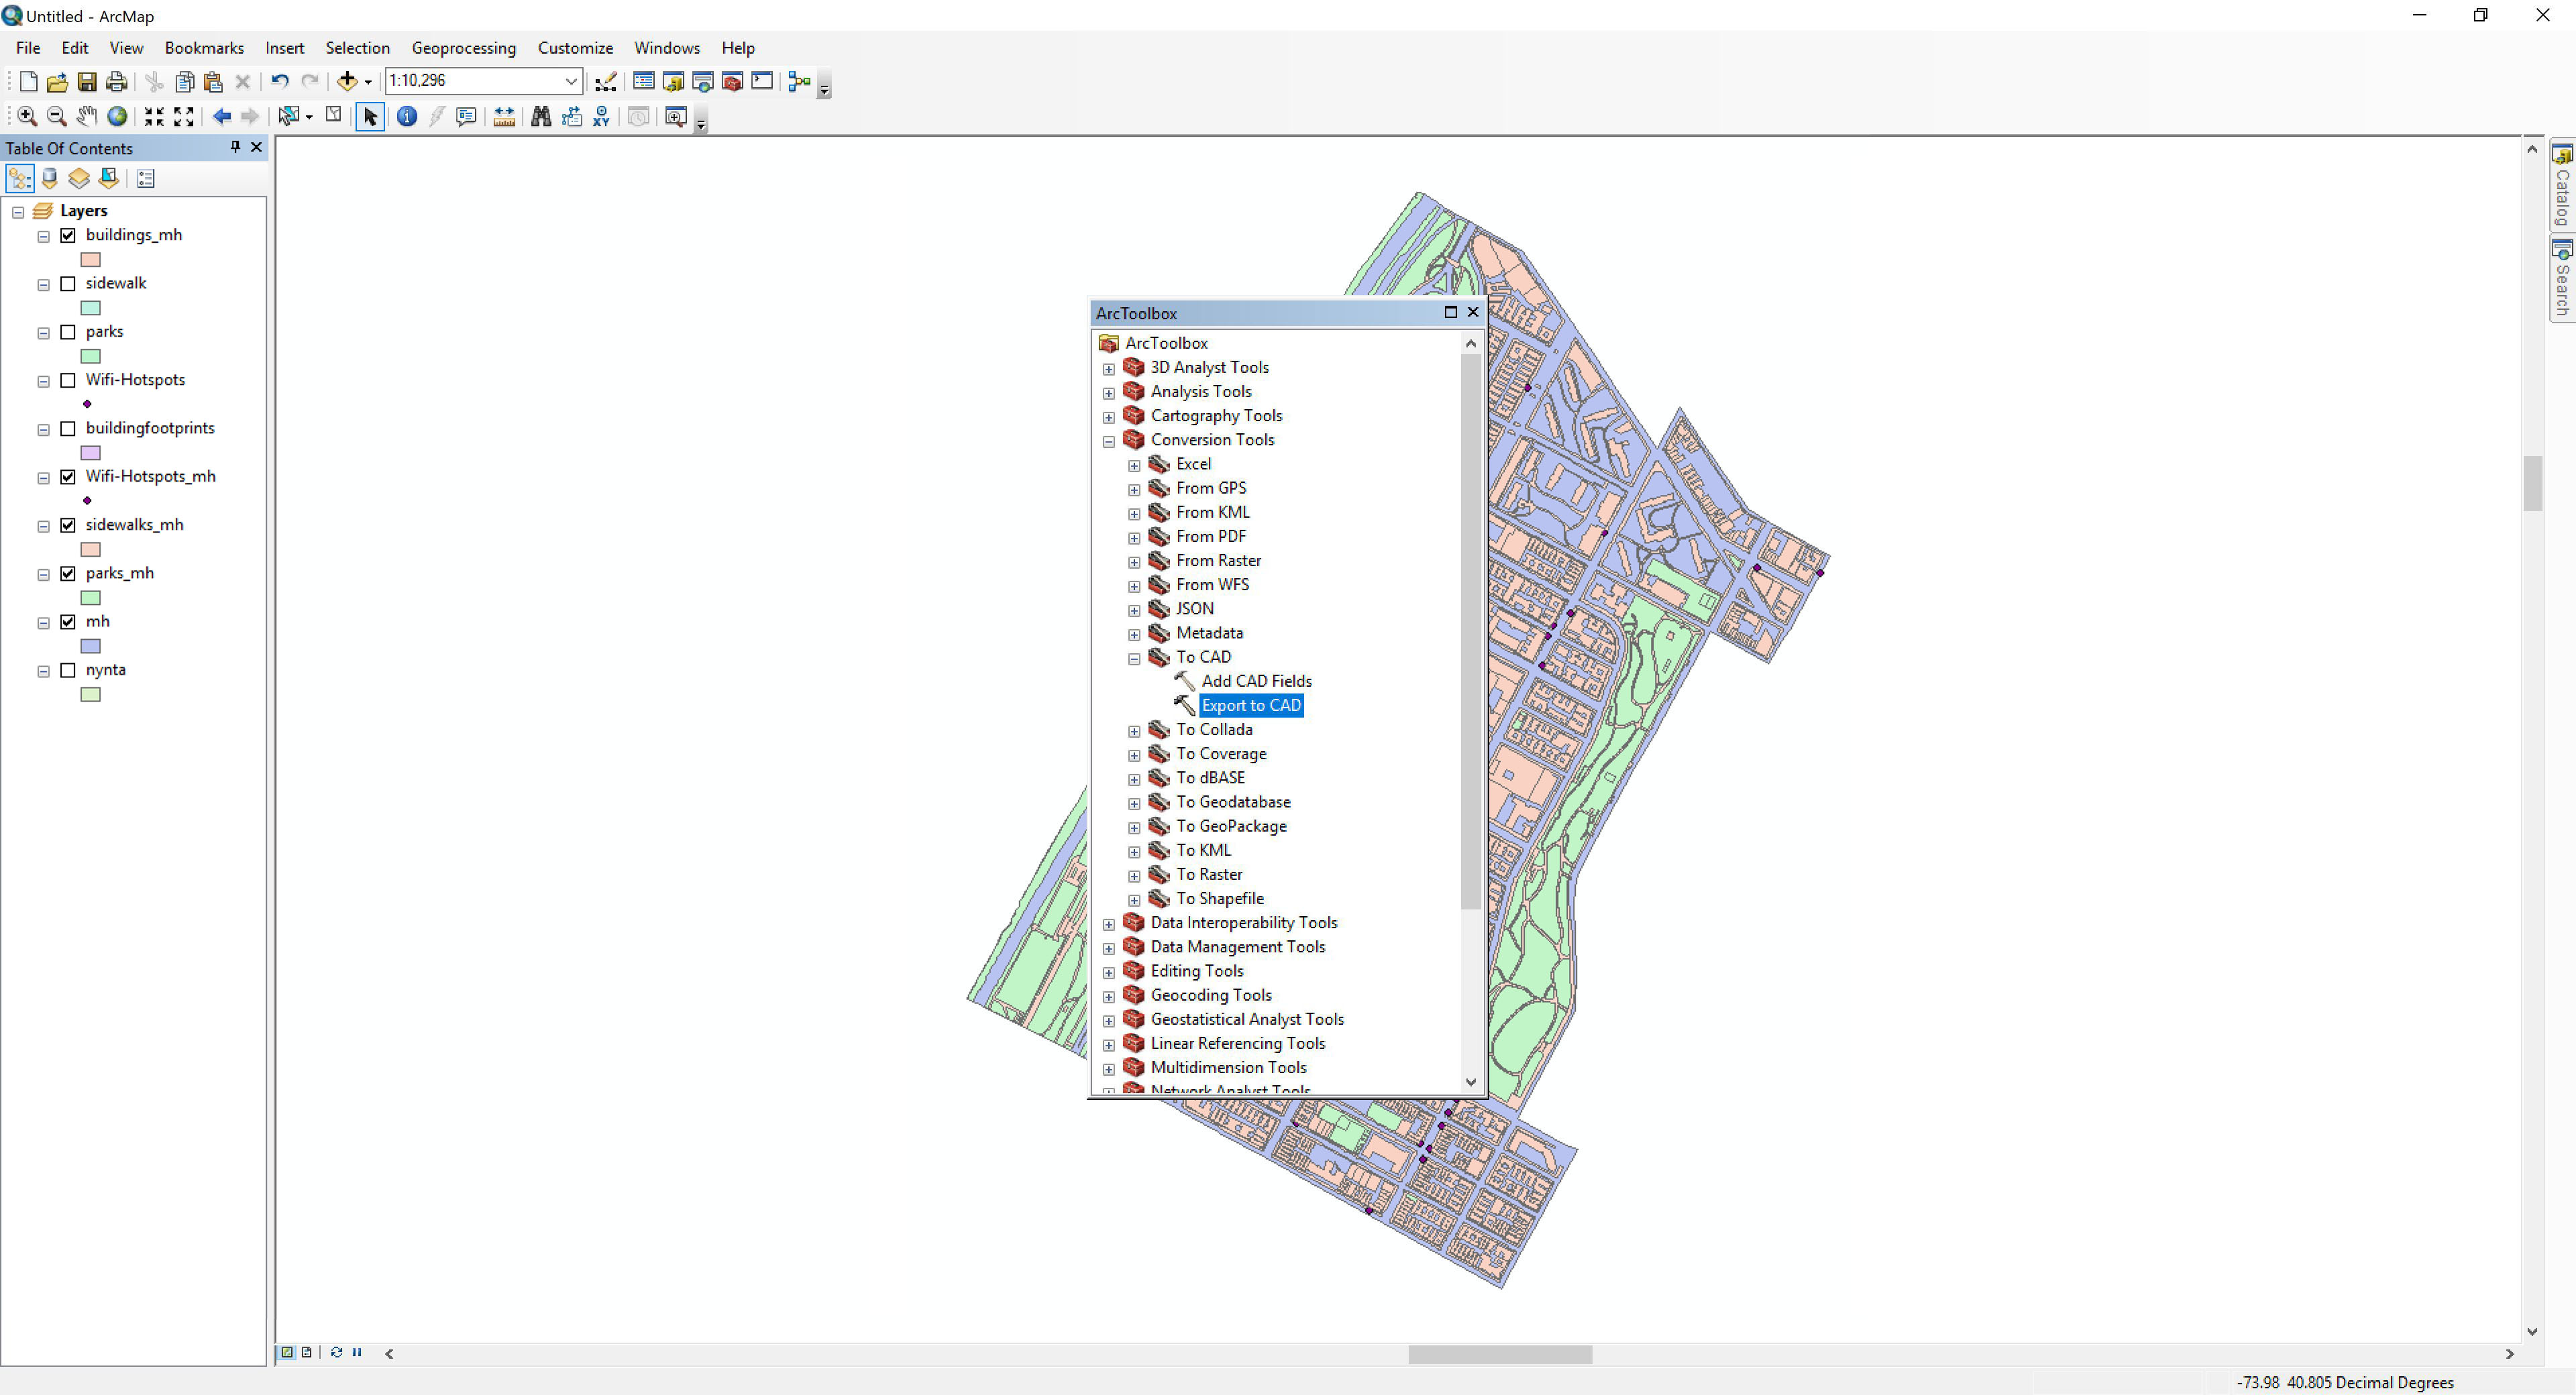 Untitled - ArcMap
File Edit View Bookmarks Insert Selection Geoprocessing Customize Windows Help
1:10,296
XY
Table Of Contents
Layers
buildings_mh
sidewalk
parks
Wifi-Hotspots
buildingfootprints
Wifi-Hotspots_mh
sidewalks_mh
parks_mh
mh
nynta
ArcToolbox
ArcToolbox
3D Analyst Tools
Analysis Tools
Cartography Tools
Conversion Tools
Excel
From GPS
From KML
From PDF
From Raster
From WFS
JSON
Metadata
To CAD
Add CAD Fields
Export to CAD
To Collada
To Coverage
To dBASE
To Geodatabase
To GeoPackage
To KML
To Raster
To Shapefile
Data Interoperability Tools
Data Management Tools
Editing Tools
Geocoding Tools
Geostatistical Analyst Tools
Linear Referencing Tools
Multidimension Tools
Network Analyst Tools
Catalog
Search
-73.98 40.805 Decimal Degrees